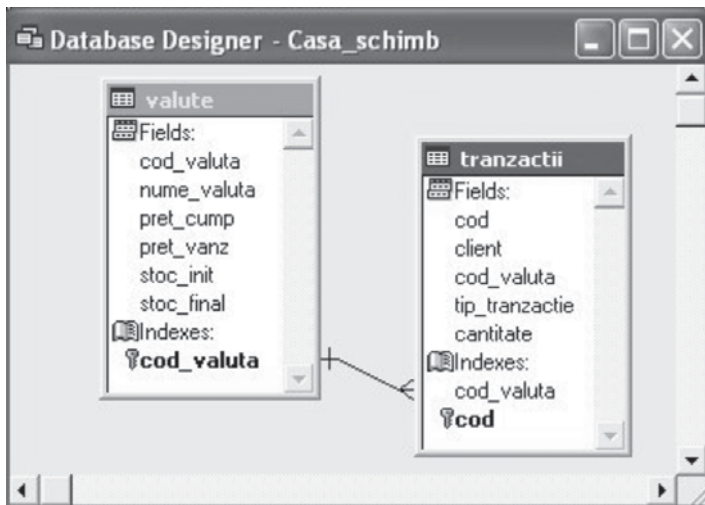 Database Designer - Casa_schimb
valute
Fields:
cod_valuta
nume_valuta
pret_cump
pret_vanz
stoc_init
stoc_final
Indexes:
cod_valuta
tranzactii
Fields:
cod
client
cod_valuta
tip_tranzactie
cantitate
Indexes:
cod_valuta
cod